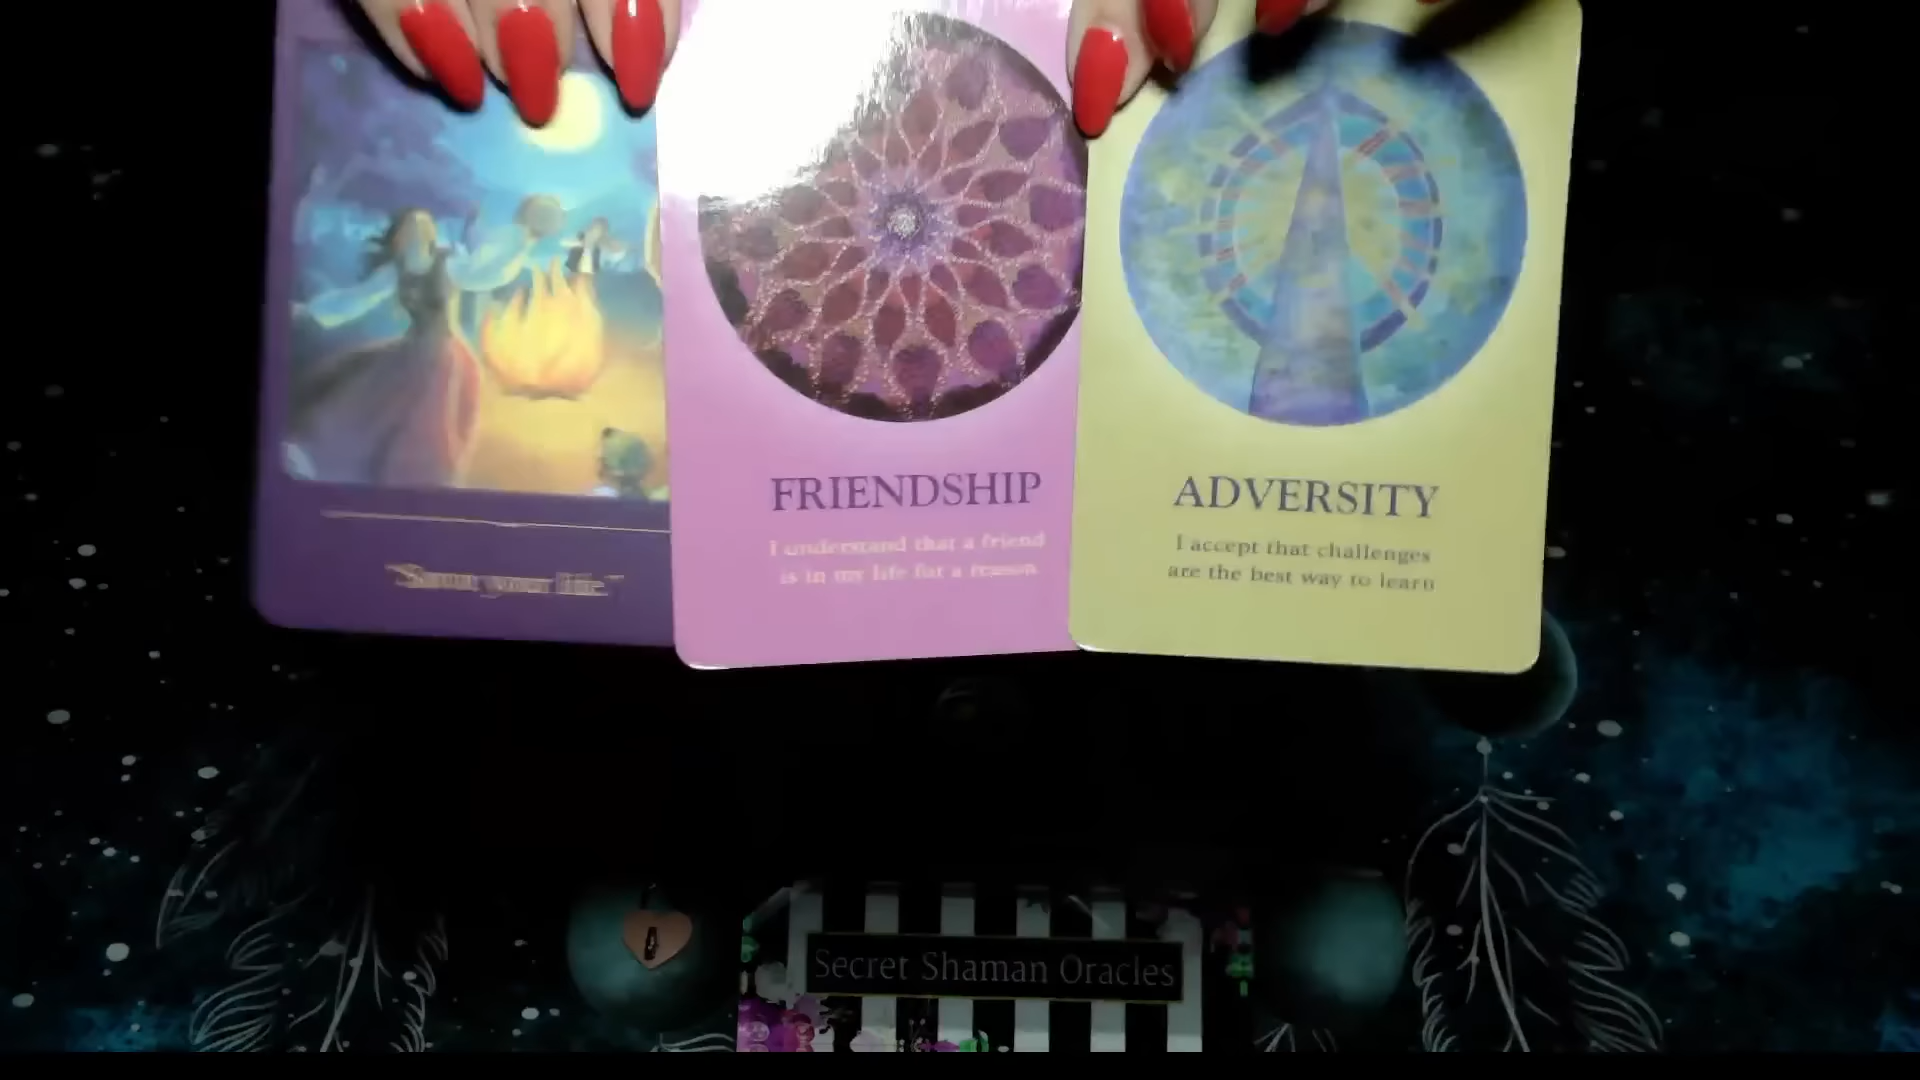 FRIENDSHIP
I understand that a friend
is in my life for a reason
ADVERSITY
I accept that challenges
are the best way to learn
Secret Shaman Oracles